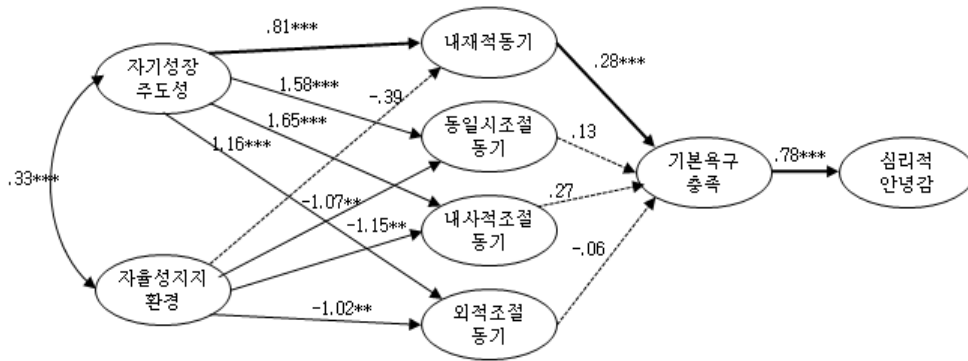 .81***
내재적동기
자기성장
주도성
.28***
1.58***
-.39
1.65***
동일시조절
동기
.13
1.16***
기본욕구
충족
.78***
심리적
안녕감
.33***
.27
-1.07**
-1.15**
내사적조절
동기
-.06
자율성지지
환경
-1.02**
외적조절
동기